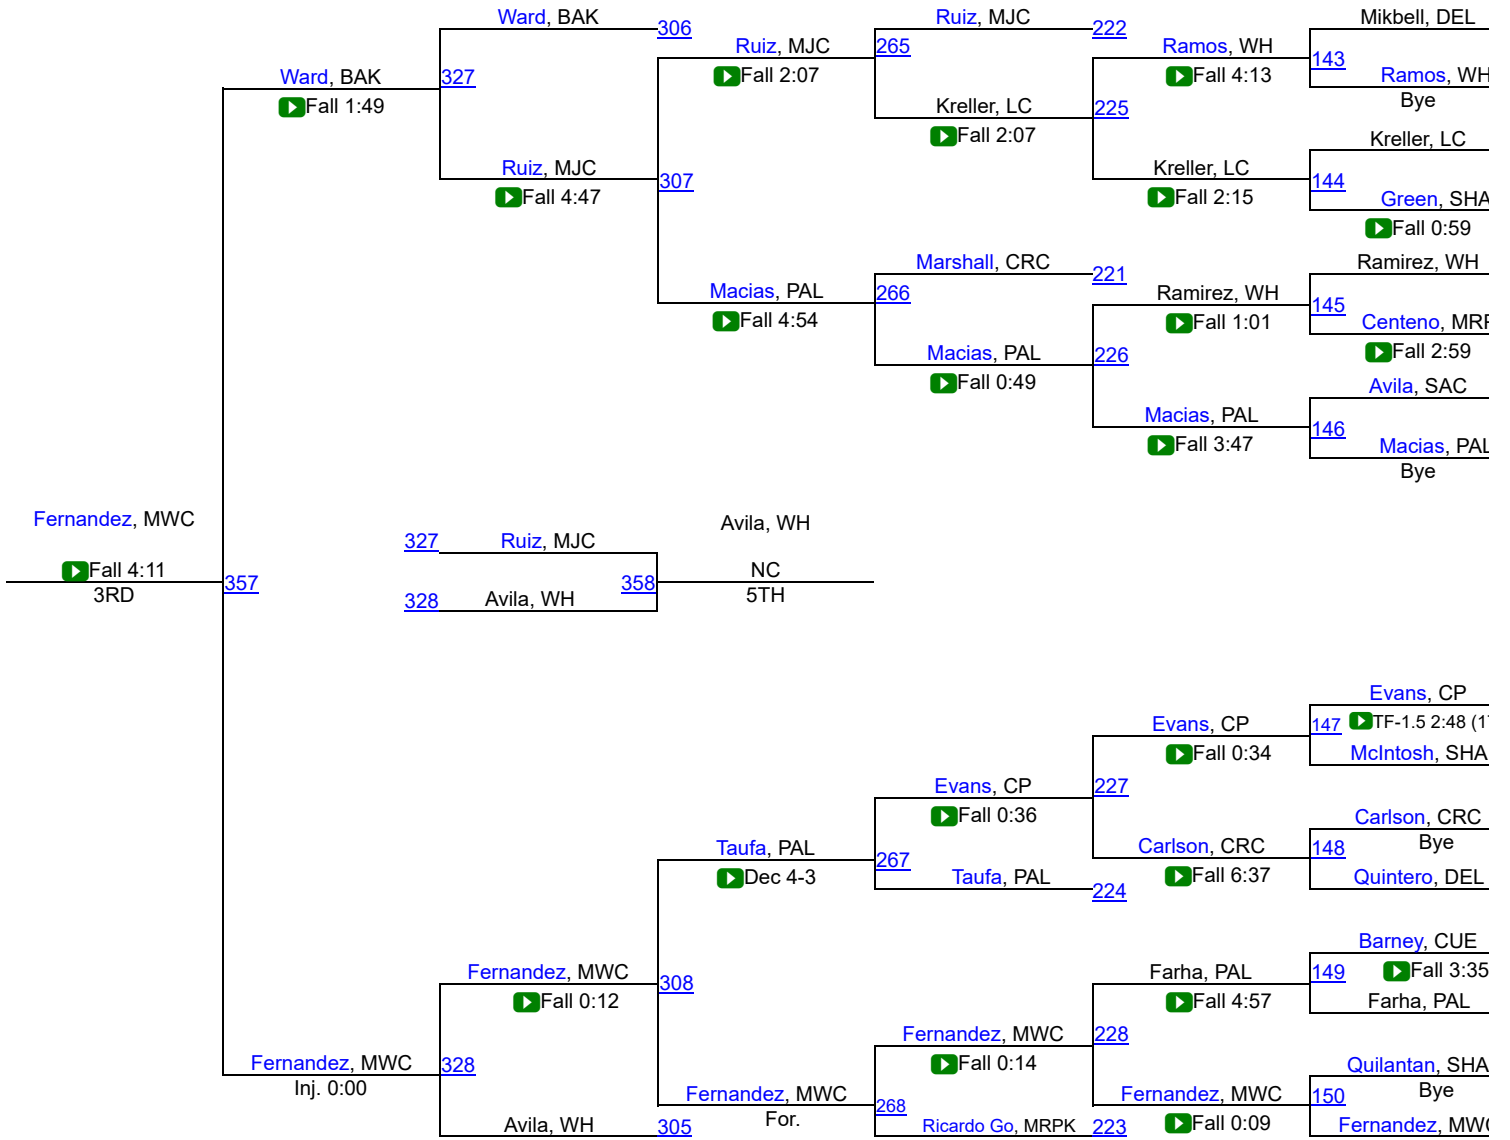 Ward, BAK
306
Ruiz, MJC
222
Mikbell, DEL
Ruiz, MJC
265
Ramos, WH
Fall 2:07
Fall 4:13
143
Ward, BAK
327
Ramos, WH
Fall 1:49
Kreller, LC
225
Bye
Fall 2:07
Kreller, LC
Ruiz, MJC
Kreller, LC
144
Fall 4:47
307
Fall 2:15
Green, SHA
Fall 0:59
Marshall, CRC
221
Ramirez, WH
Macias, PAL
266
Ramirez, WH
145
Fall 4:54
Fall 1:01
Centeno, MRP
Macias, PAL
226
Fall 2:59
Fall 0:49
Avila, SAC
Macias, PAL
146
Fall 3:47
Macias, PAL
Bye
Fernandez, MWC
Avila, WH
327
Ruiz, MJC
Fall 4:11
357
358
NC
3RD
328
Avila, WH
5TH
Evans, CP
Evans, CP
147
TF-1.5 2:48 (1
Fall 0:34
McIntosh, SHA
Evans, CP
227
Fall 0:36
Carlson, CRC
Taufa, PAL
267
Carlson, CRC
148
Bye
Dec 4-3
Taufa, PAL
224
Fall 6:37
Quintero, DEL
Barney, CUE
Fernandez, MWC
308
Farha, PAL
149
Fall 3:35
Fall 0:12
Fall 4:57
Farha, PAL
Fernandez, MWC
228
Fernandez, MWC
328
Fall 0:14
Quilantan, SHA
Inj. 0:00
Fernandez, MWC
268
Fernandez, MWC
150
Bye
For.
Avila, WH
305
Ricardo Go, MRPK
223
Fall 0:09
Fernandez, MWC